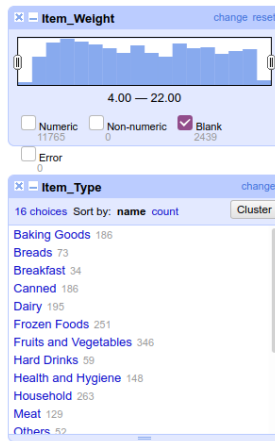 Item_Weight change reset
4.00 — 22.00
Numeric Non-numeric Blank
11765 0 2439
Error
0
Item_Type change
16 choices Sort by: name count Cluster
Baking Goods 186
Breads 73
Breakfast 34
Canned 186
Dairy 195
Frozen Foods 251
Fruits and Vegetables 346
Hard Drinks 59
Health and Hygiene 148
Household 263
Meat 129
Others 52